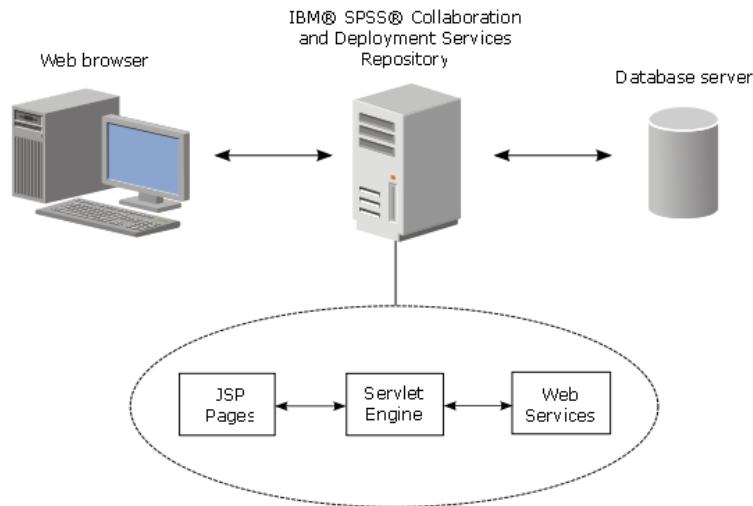 IBM® SPSS® Collaboration
and Deployment Services
Repository
Web browser
Database server
JSP
Pages
Servlet
Engine
Web
Services